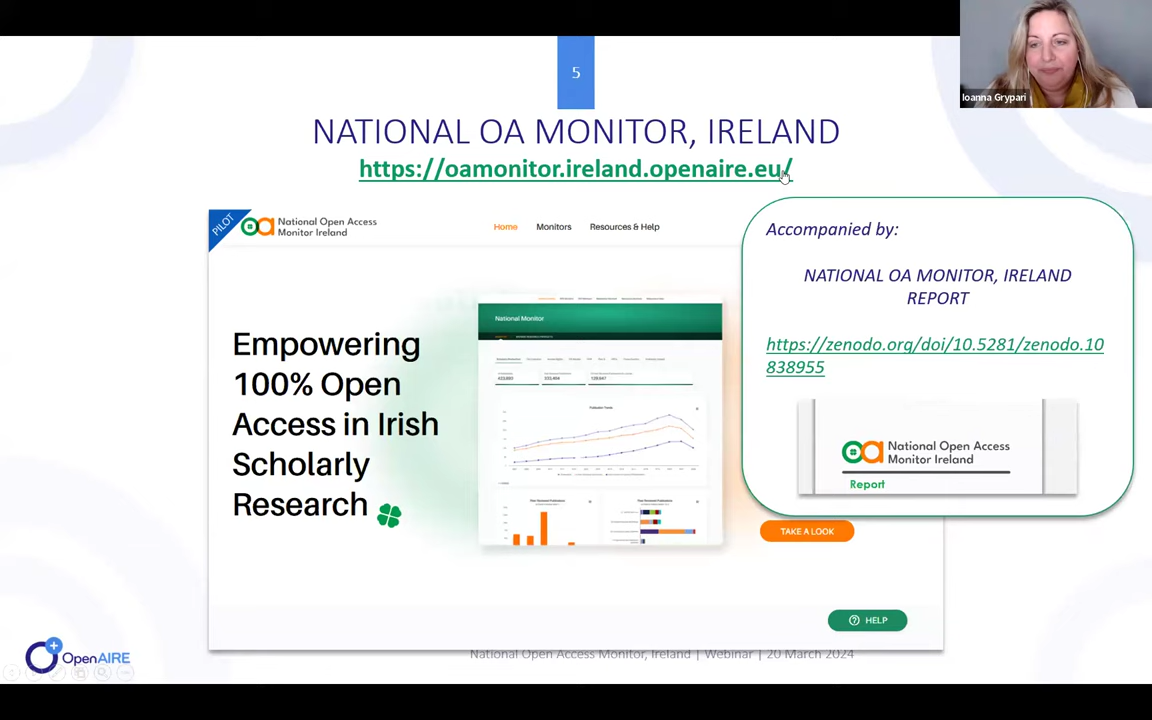 5
Ioanna Grypari
NATIONAL OA MONITOR, IRELAND
https://oamonitor.ireland.openaire.eu/
PILOT
National Open Access
Monitor Ireland
Home
Monitors
Resources & Help
Empowering
100% Open
Access in Irish
Scholarly
Research
National Monitor
Accompanied by:
NATIONAL OA MONITOR, IRELAND
REPORT
https://zenodo.org/doi/10.5281/zenodo.10
838955
National Open Access
Monitor Ireland
Report
TAKE A LOOK
HELP
OpenAIRE
National Open Access Monitor, Ireland | Webinar | 20 March 2024